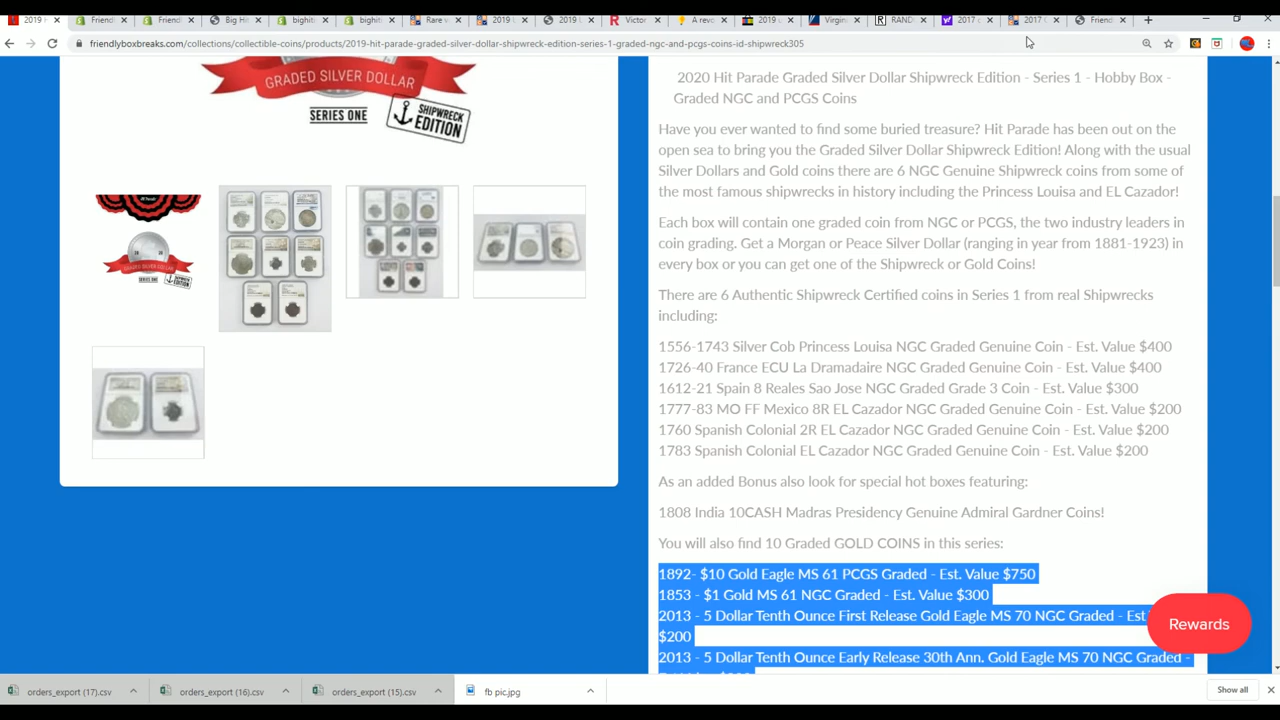 2019 H
Friendl
Friendl
Big Hit
bighit
bighit
Rare w
2019 L
2019 L
Victor
A revo
2019 L
Virgini
RAND
2017 c
2017 C
Friend
friendlyboxbreaks.com/collections/collectible-coins/products/2019-hit-parade-graded-silver-dollar-shipwreck-edition-series-1-graded-ngc-and-pcgs-coins-id-shipwreck305
GRADED SILVER DOLLAR
SERIES ONE
SHIPWRECK EDITION
2020 Hit Parade Graded Silver Dollar Shipwreck Edition - Series 1 - Hobby Box -
Graded NGC and PCGS Coins
Have you ever wanted to find some buried treasure? Hit Parade has been out on the
open sea to bring you the Graded Silver Dollar Shipwreck Edition! Along with the usual
Silver Dollars and Gold coins there are 6 NGC Genuine Shipwreck coins from some of
the most famous shipwrecks in history including the Princess Louisa and EL Cazador!
Each box will contain one graded coin from NGC or PCGS, the two industry leaders in
coin grading. Get a Morgan or Peace Silver Dollar (ranging in year from 1881-1923) in
every box or you can get one of the Shipwreck or Gold Coins!
There are 6 Authentic Shipwreck Certified coins in Series 1 from real Shipwrecks
including:
1556-1743 Silver Cob Princess Louisa NGC Graded Genuine Coin - Est. Value $400
1726-40 France ECU La Dramadaire NGC Graded Genuine Coin - Est. Value $400
1612-21 Spain 8 Reales Sao Jose NGC Graded Grade 3 Coin - Est. Value $300
1777-83 MO FF Mexico 8R EL Cazador NGC Graded Genuine Coin - Est. Value $200
1760 Spanish Colonial 2R EL Cazador NGC Graded Genuine Coin - Est. Value $200
1783 Spanish Colonial EL Cazador NGC Graded Genuine Coin - Est. Value $200
As an added Bonus also look for special hot boxes featuring:
1808 India 10CASH Madras Presidency Genuine Admiral Gardner Coins!
You will also find 10 Graded GOLD COINS in this series:
1892- $10 Gold Eagle MS 61 PCGS Graded - Est. Value $750
1853 - $1 Gold MS 61 NGC Graded - Est. Value $300
2013 - 5 Dollar Tenth Ounce First Release Gold Eagle MS 70 NGC Graded - Est
$200
2013 - 5 Dollar Tenth Ounce Early Release 30th Ann. Gold Eagle MS 70 NGC Graded -
Rewards
orders_export (17).csv
orders_export (16).csv
orders_export (15).csv
fb pic.jpg
Show all